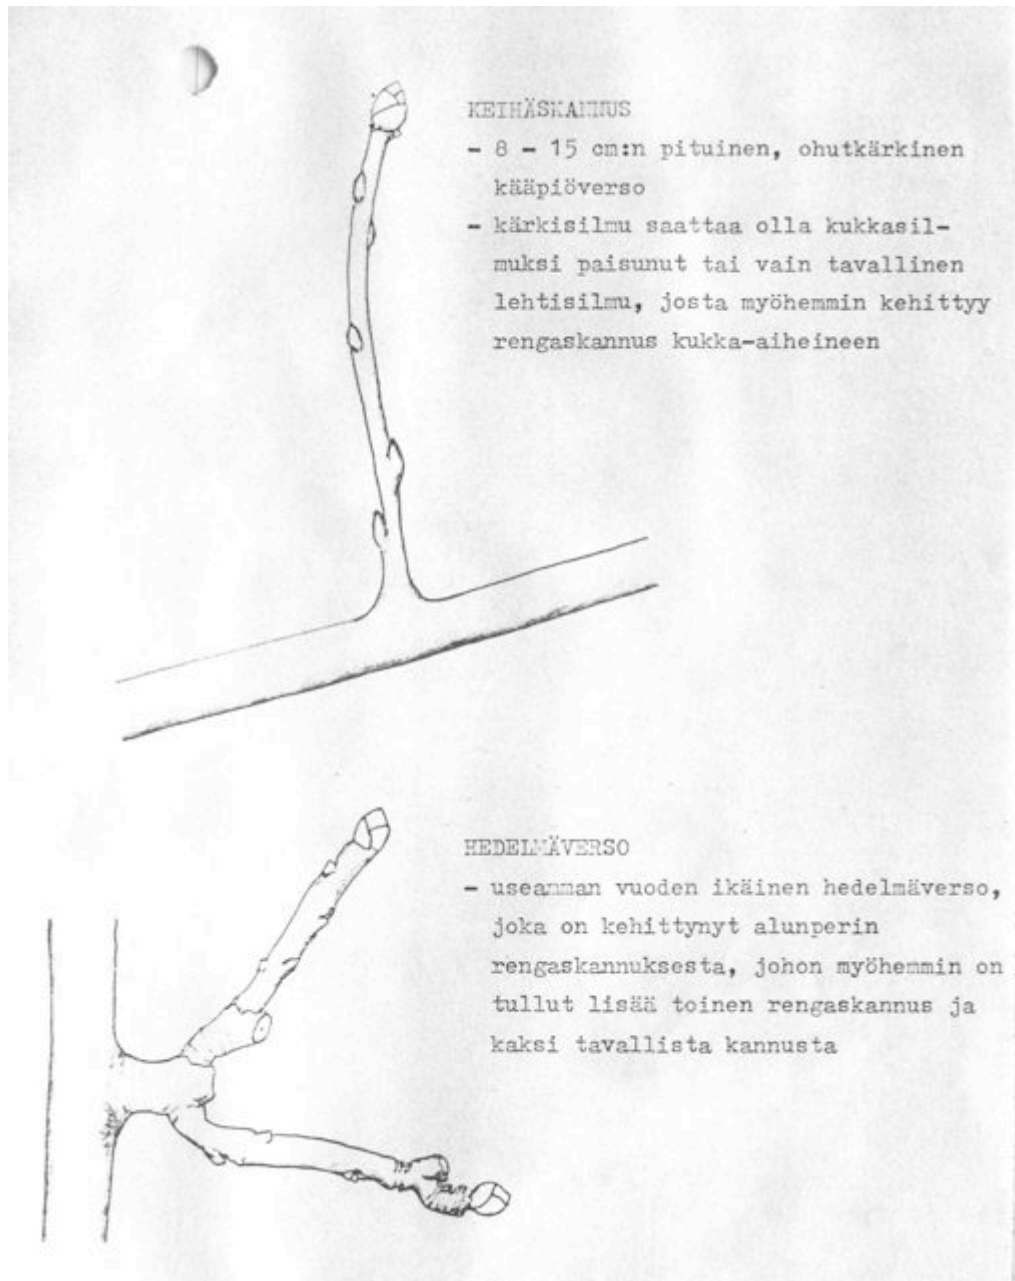 KEIHÄSKANNUS
- 8 - 15 cm:n pituinen, ohutkärkinen
kääpiöverso
- kärkisilmu saattaa olla kukkasil-
muksi paisunut tai vain tavallinen
lehtisilmu, josta myöhemmin kehittyy
rengaskannus kukka-aiheineen
HEDELMÄVERSO
- useamman vuoden ikäinen hedelmäverso,
joka on kehittynyt alunperin
rengaskannuksesta, johon myöhemmin on
tullut lisää toinen rengaskannus ja
kaksi tavallista kannusta